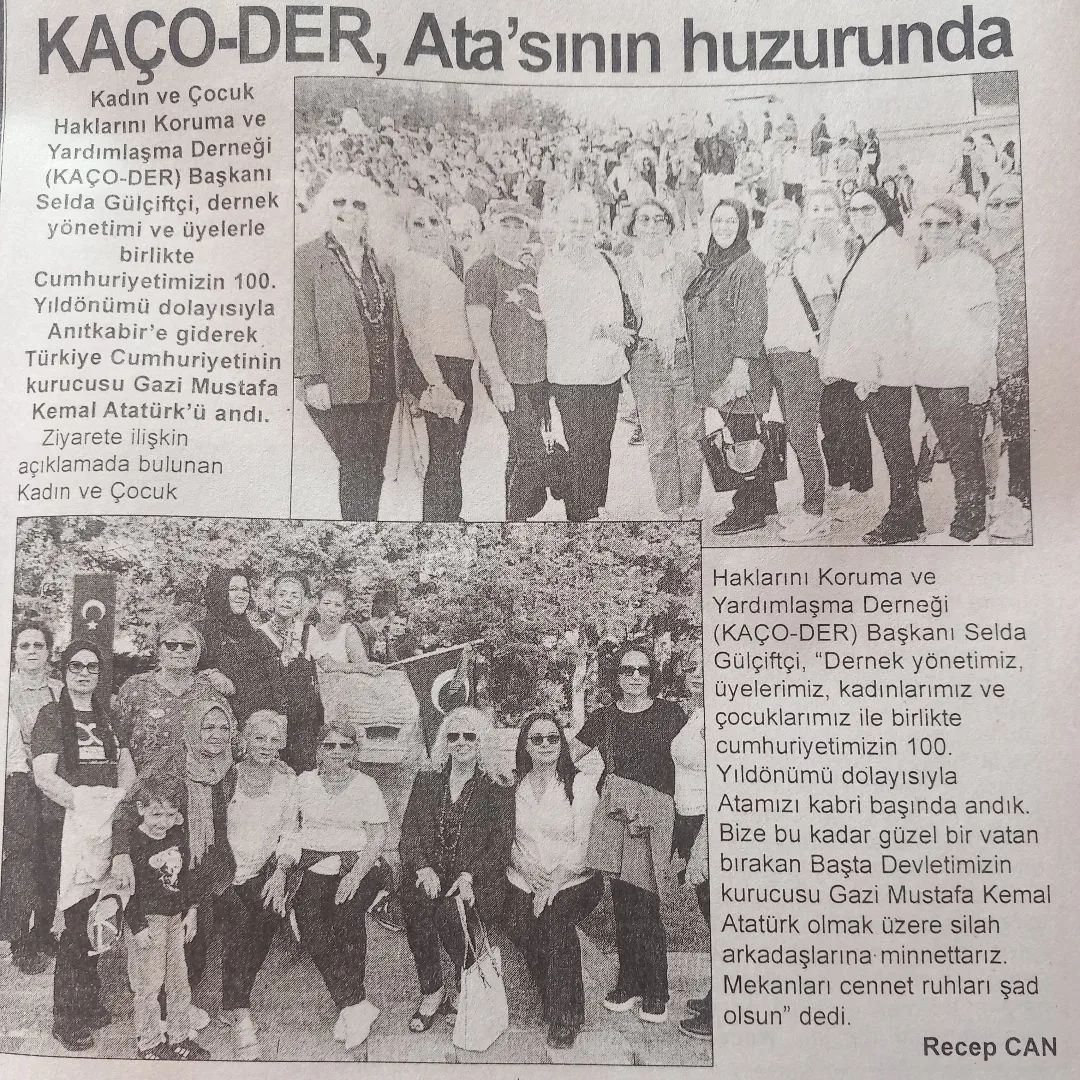 KAÇO-DER, Ata’sının huzurunda
Kadın ve Çocuk
Haklarını Koruma ve
Yardımlaşma Derneği
(KAÇO-DER) Başkanı
Selda Gülçiftçi, dernek
yönetimi ve üyelerle
birlikte
Cumhuriyetimizin 100.
Yıldönümü dolayısıyla
Anıtkabir’e giderek
Türkiye Cumhuriyetinin
kurucusu Gazi Mustafa
Kemal Atatürk’ü andı.
Ziyarete ilişkin
açıklamada bulunan
Kadın ve Çocuk
Haklarını Koruma ve
Yardımlaşma Derneği
(KAÇO-DER) Başkanı Selda
Gülçiftçi, “Dernek yönetimiz,
üyelerimiz, kadınlarımız ve
çocuklarımız ile birlikte
cumhuriyetimizin 100.
Yıldönümü dolayısıyla
Atamızı kabri başında andık.
Bize bu kadar güzel bir vatan
bırakan Başta Devletimizin
kurucusu Gazi Mustafa Kemal
Atatürk olmak üzere silah
arkadaşlarına minnettarız.
Mekanları cennet ruhları şad
olsun” dedi.
Recep CAN